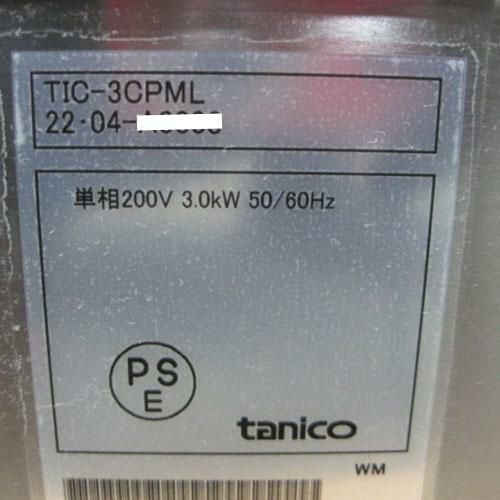 TIC-3CPML
22･04-
単相200V 3.0kW 50/60Hz
PS
E
tanico
WM